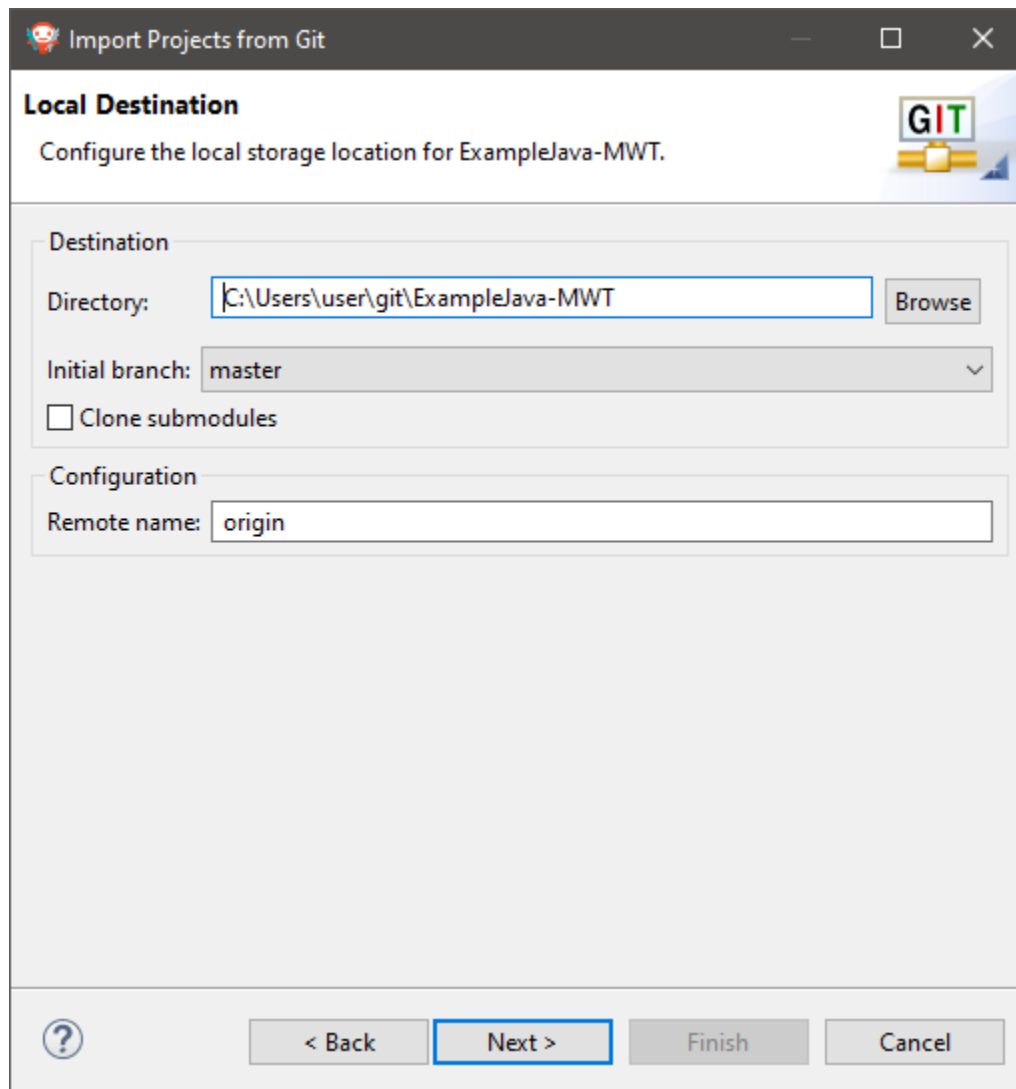 Import Projects from Git
Local Destination
Configure the local storage location for ExampleJava-MWT.
GIT
Destination
Directory: C:\Users\user\git\ExampleJava-MWT Browse
Initial branch: master
Clone submodules
Configuration
Remote name: origin
? < Back Next > Finish Cancel